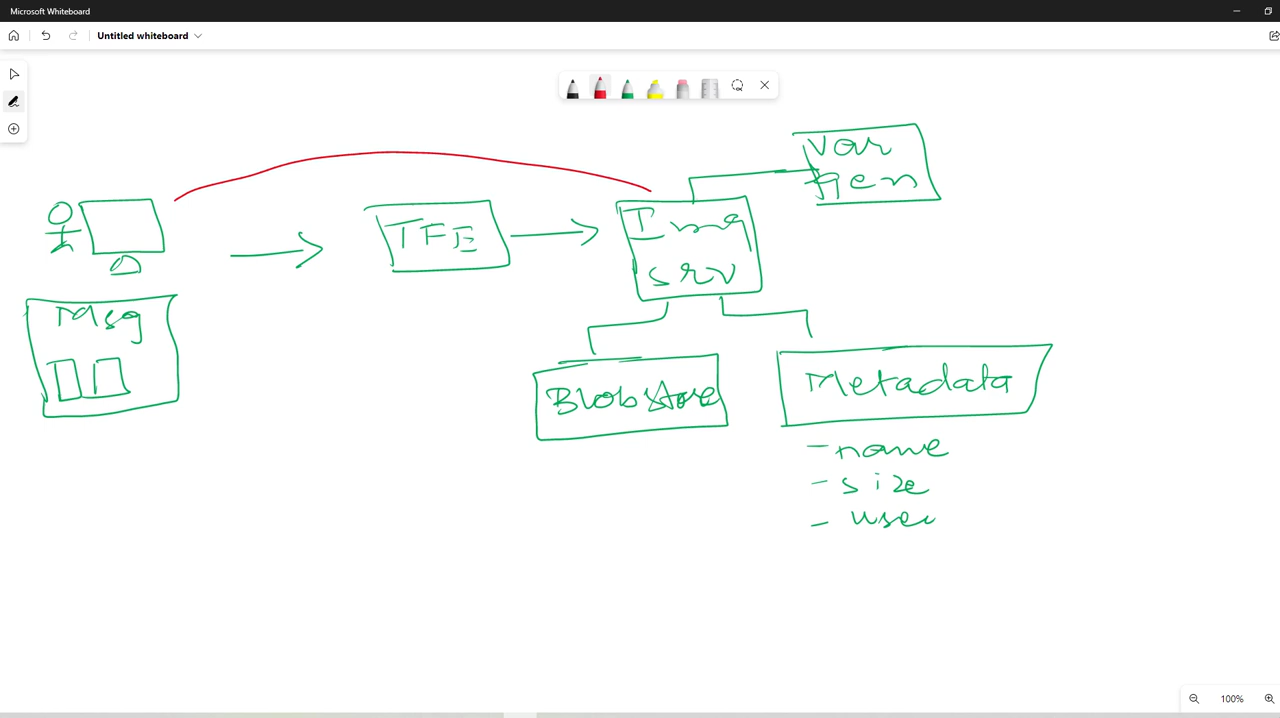 Microsoft Whiteboard
Untitled whiteboard
Var
gen
TFE
Img
srv
Msg
Blobstore
Metadata
- name
- size
- user
100%